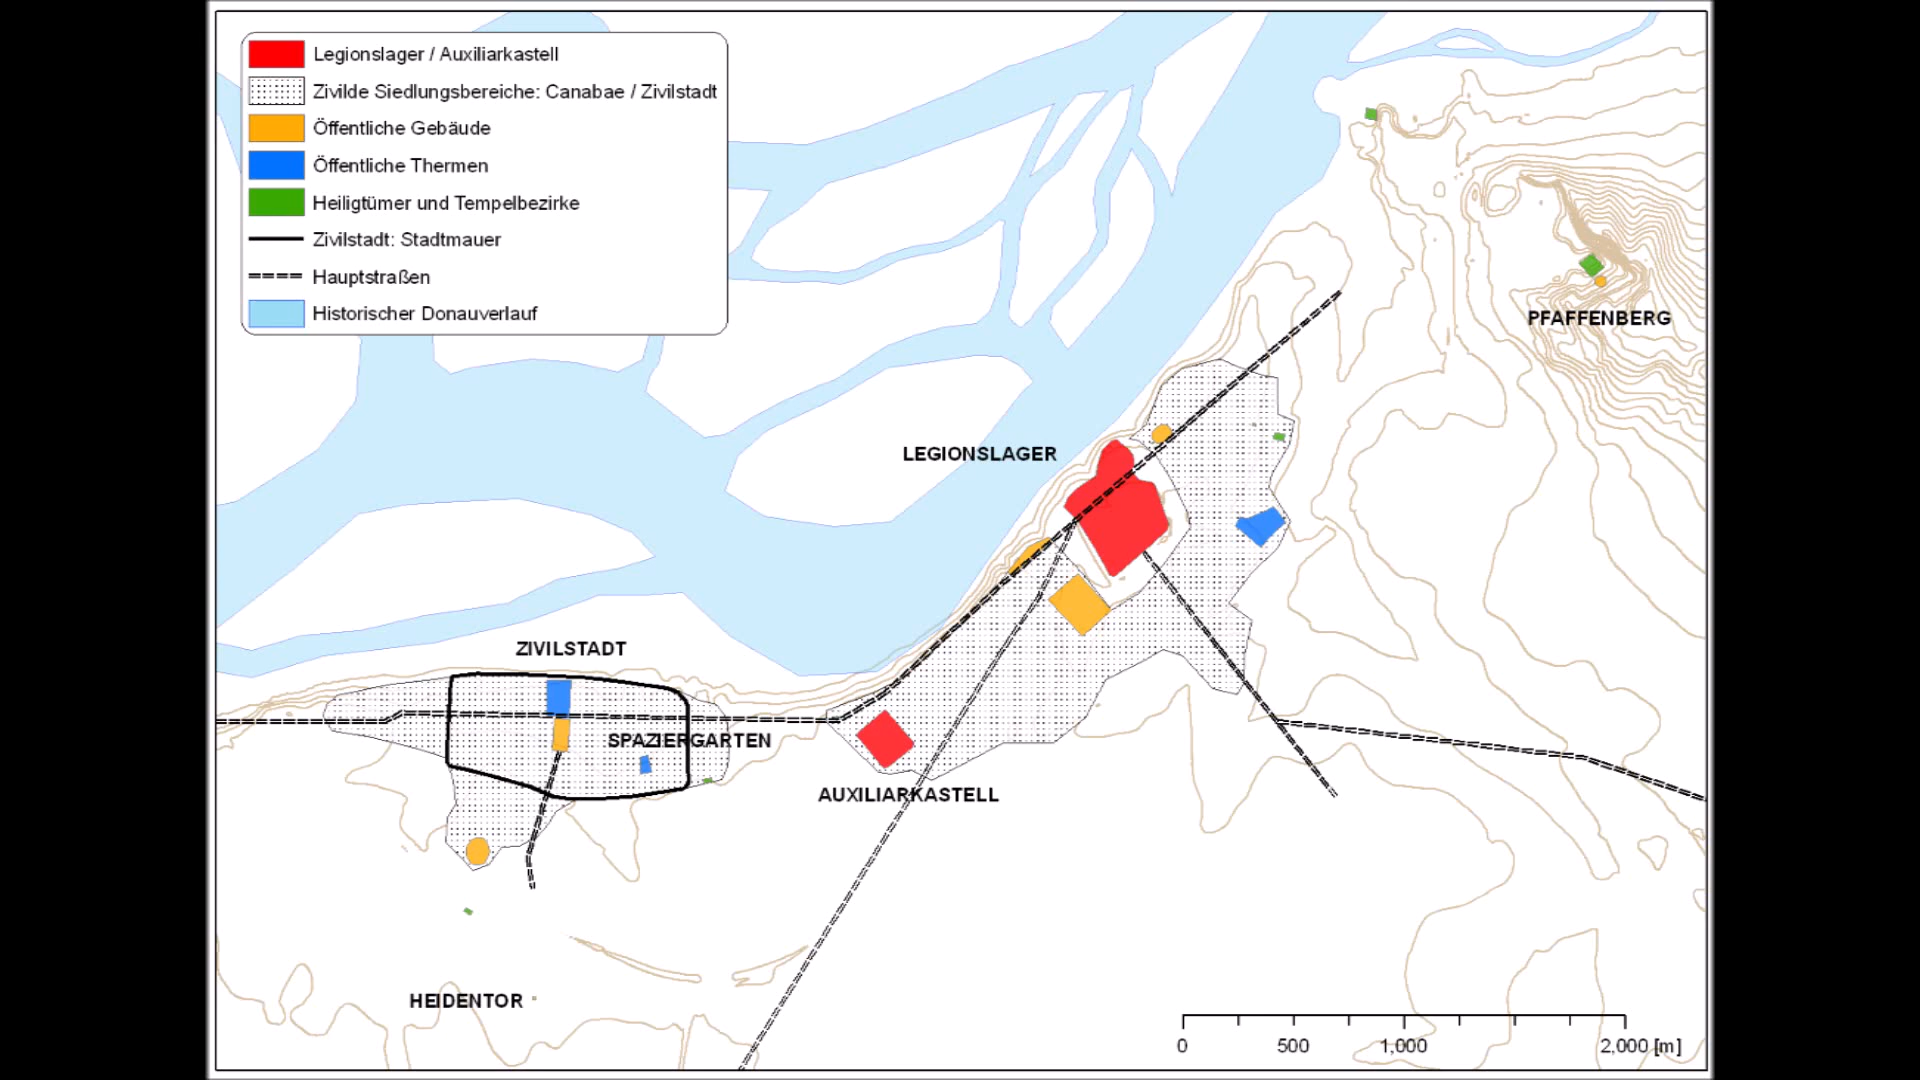 Legionslager / Auxiliarkastell
Zivilde Siedlungsbereiche: Canabae / Zivilstadt
Öffentliche Gebäude
Öffentliche Thermen
Heiligtümer und Tempelbezirke
Zivilstadt: Stadtmauer
Hauptstraßen
Historischer Donauverlauf
PFAFFENBERG
LEGIONSLAGER
ZIVILSTADT
SPAZIERGARTEN
AUXILIARKASTELL
HEIDENTOR
0 500 1,000 2,000 [m]